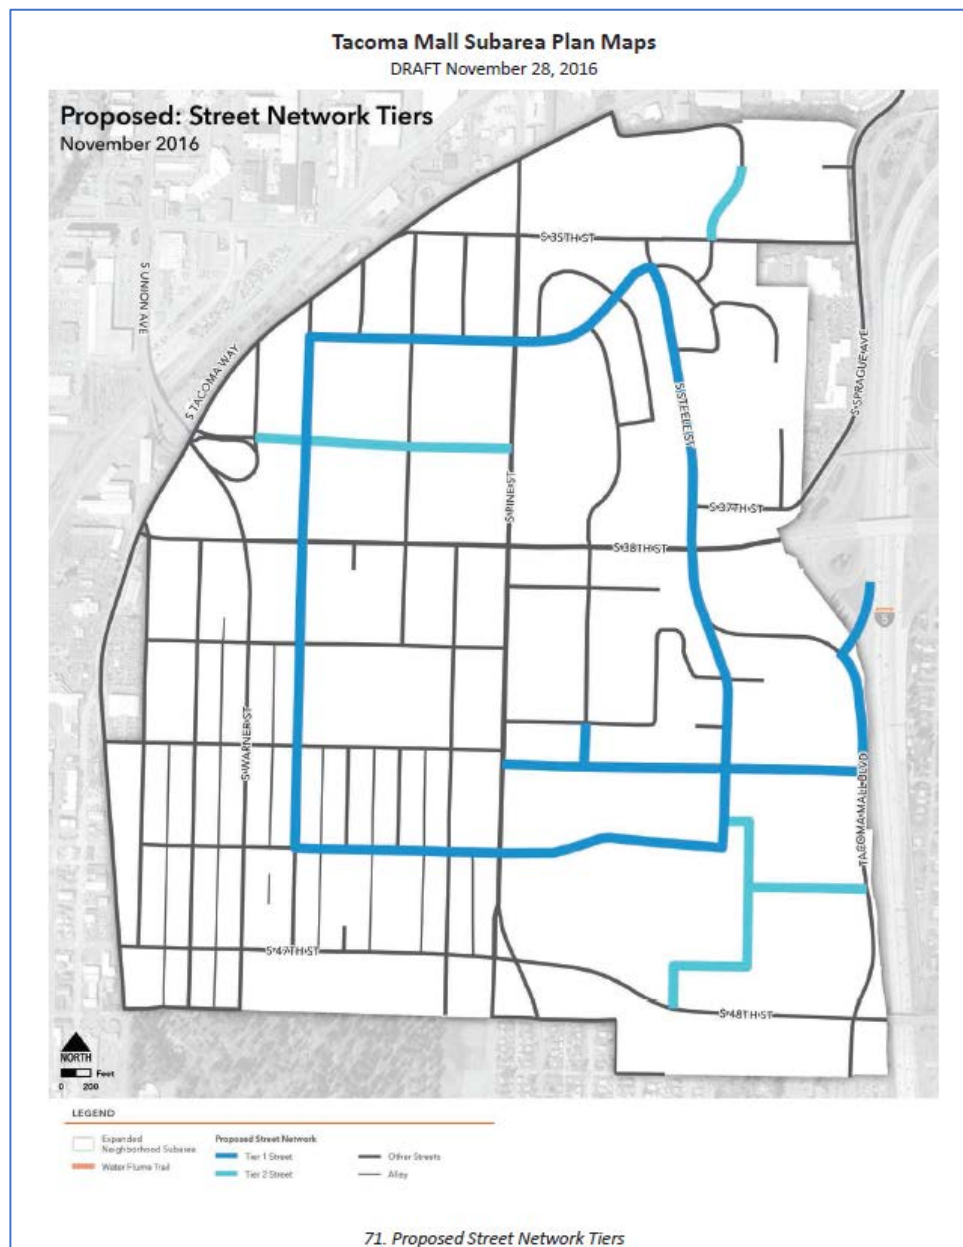 Tacoma Mall Subarea Plan Maps
DRAFT November 28, 2016
Proposed: Street Network Tiers
November 2016
S 35TH ST
S UNION AVE
S TACOMA WAY
S SPRAGUE AVE
S STEELE ST
S PINE ST
S 37TH ST
S 38TH ST
5
S WARNER ST
TACOMA MALL BLVD
S 47TH ST
S 48TH ST
NORTH
Feet
0 200
LEGEND
Expanded
Neighborhood Subarea
Water Flume Trail
Proposed Street Network
Tier 1 Street
Tier 2 Street
Other Streets
Alley
71. Proposed Street Network Tiers